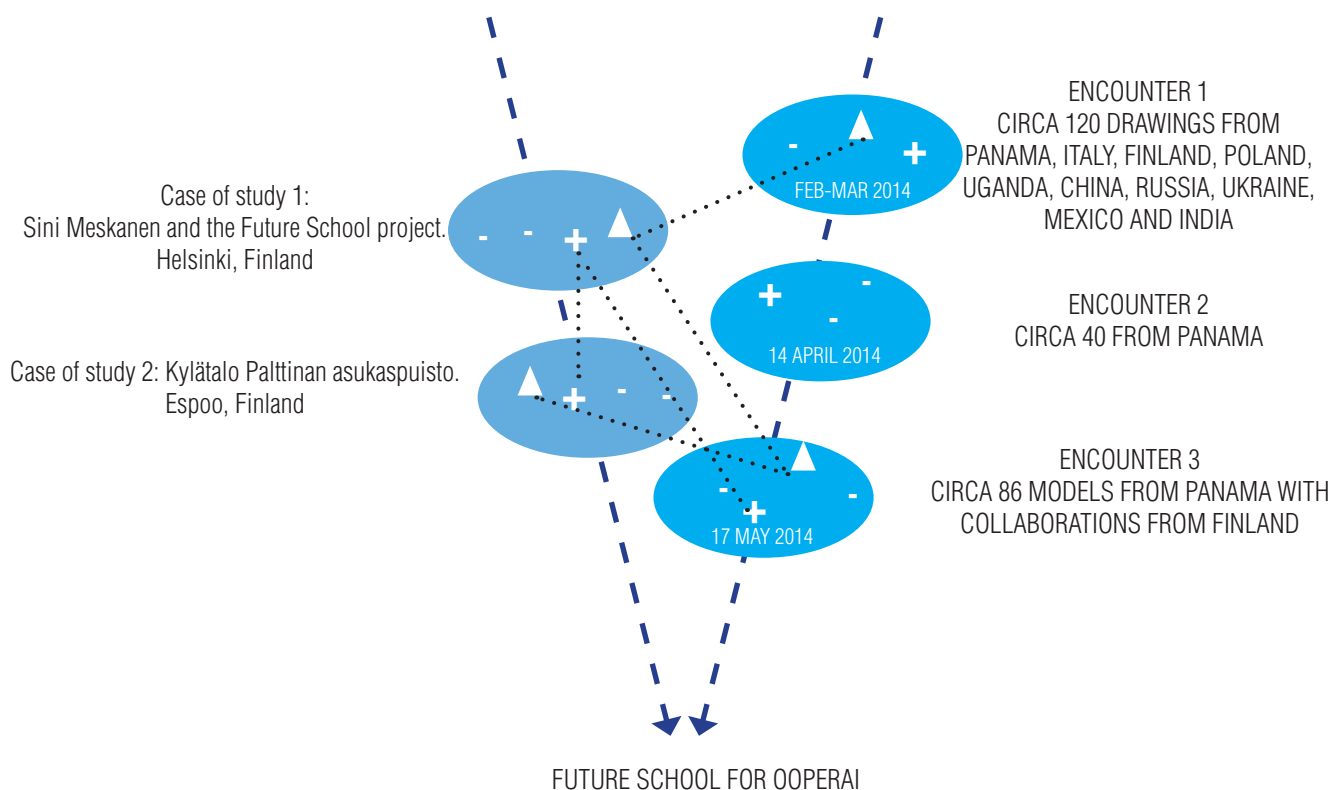 Case of study 1:
Sini Meskanen and the Future School project.
Helsinki, Finland
Case of study 2: Kylätalo Palttinan asukaspuisto.
Espoo, Finland
FEB-MAR 2014
14 APRIL 2014
17 MAY 2014
ENCOUNTER 1
CIRCA 120 DRAWINGS FROM
PANAMA, ITALY, FINLAND, POLAND,
UGANDA, CHINA, RUSSIA, UKRAINE,
MEXICO AND INDIA
ENCOUNTER 2
CIRCA 40 FROM PANAMA
ENCOUNTER 3
CIRCA 86 MODELS FROM PANAMA WITH
COLLABORATIONS FROM FINLAND
FUTURE SCHOOL FOR OOPERAI